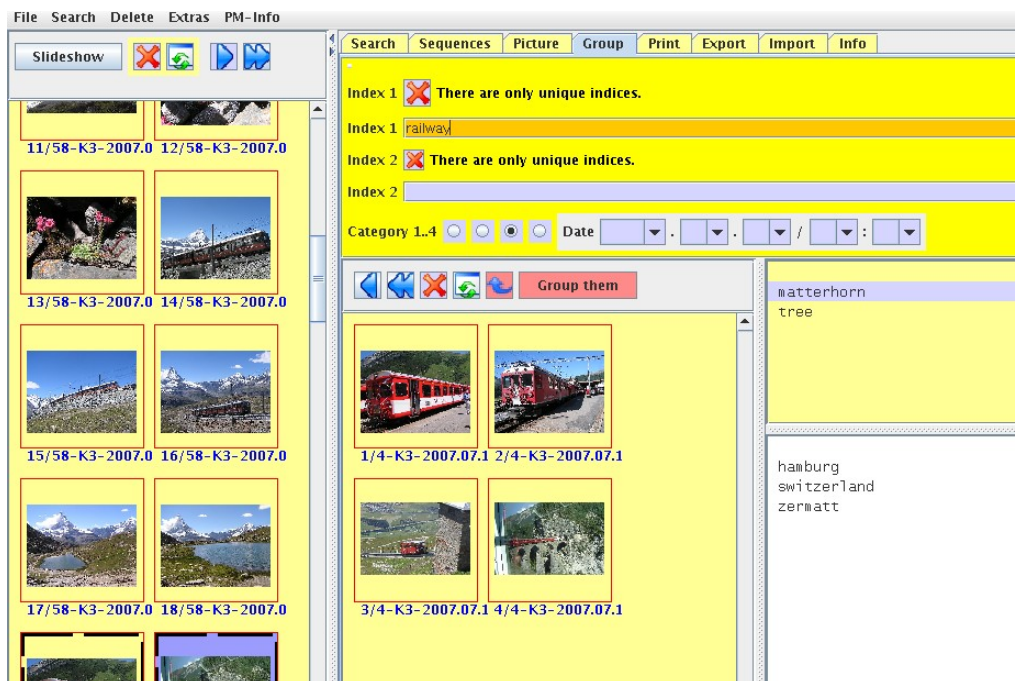 File Search Delete Extras PM-Info
Slideshow
11/58-K3-2007.0 12/58-K3-2007.0
13/58-K3-2007.0 14/58-K3-2007.0
15/58-K3-2007.0 16/58-K3-2007.0
17/58-K3-2007.0 18/58-K3-2007.0
Search Sequences Picture Group Print Export Import Info
Index 1 There are only unique indices.
Index 1 railway
Index 2 There are only unique indices.
Index 2
Category 1..4 Date . . / :
Group them
1/4-K3-2007.07.1 2/4-K3-2007.07.1
3/4-K3-2007.07.1 4/4-K3-2007.07.1
matterhorn
tree
hamburg
switzerland
zermatt